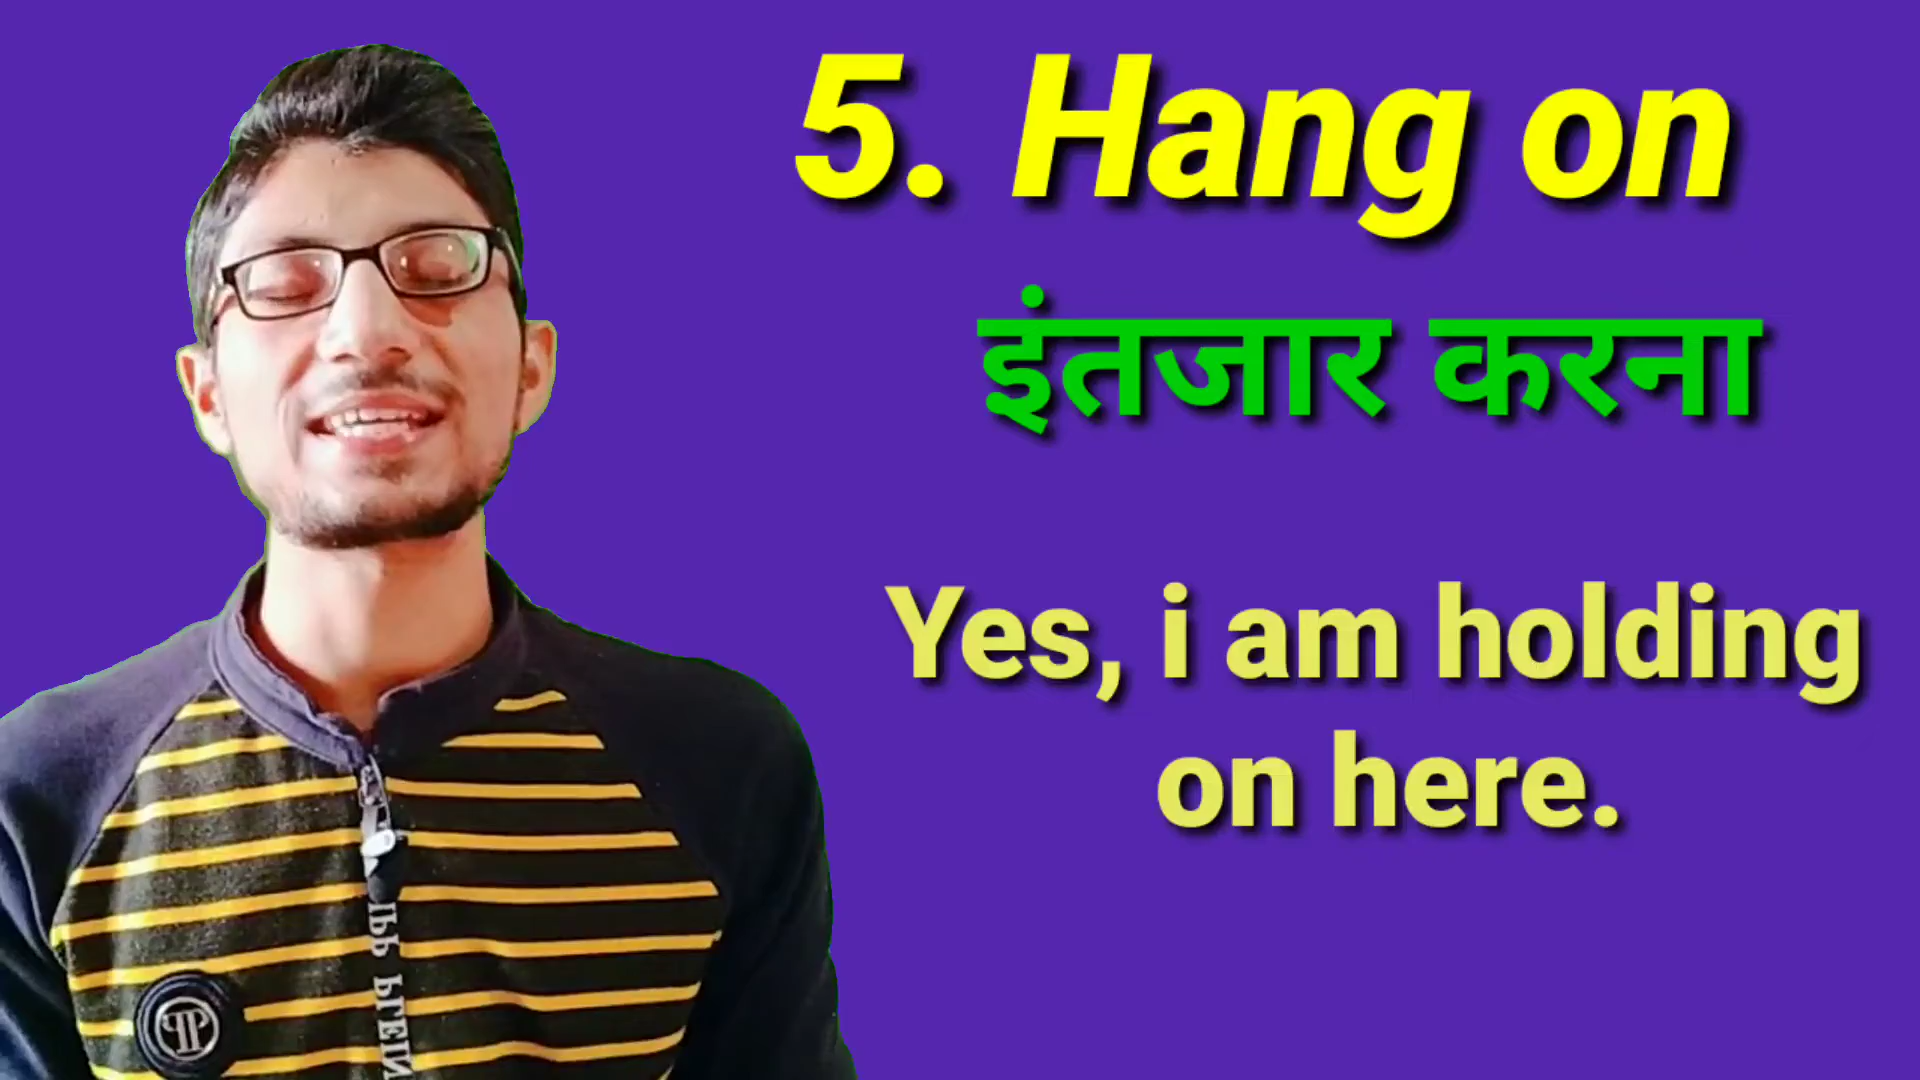 5. Hang on
इंतजार करना
Yes, i am holding
on here.